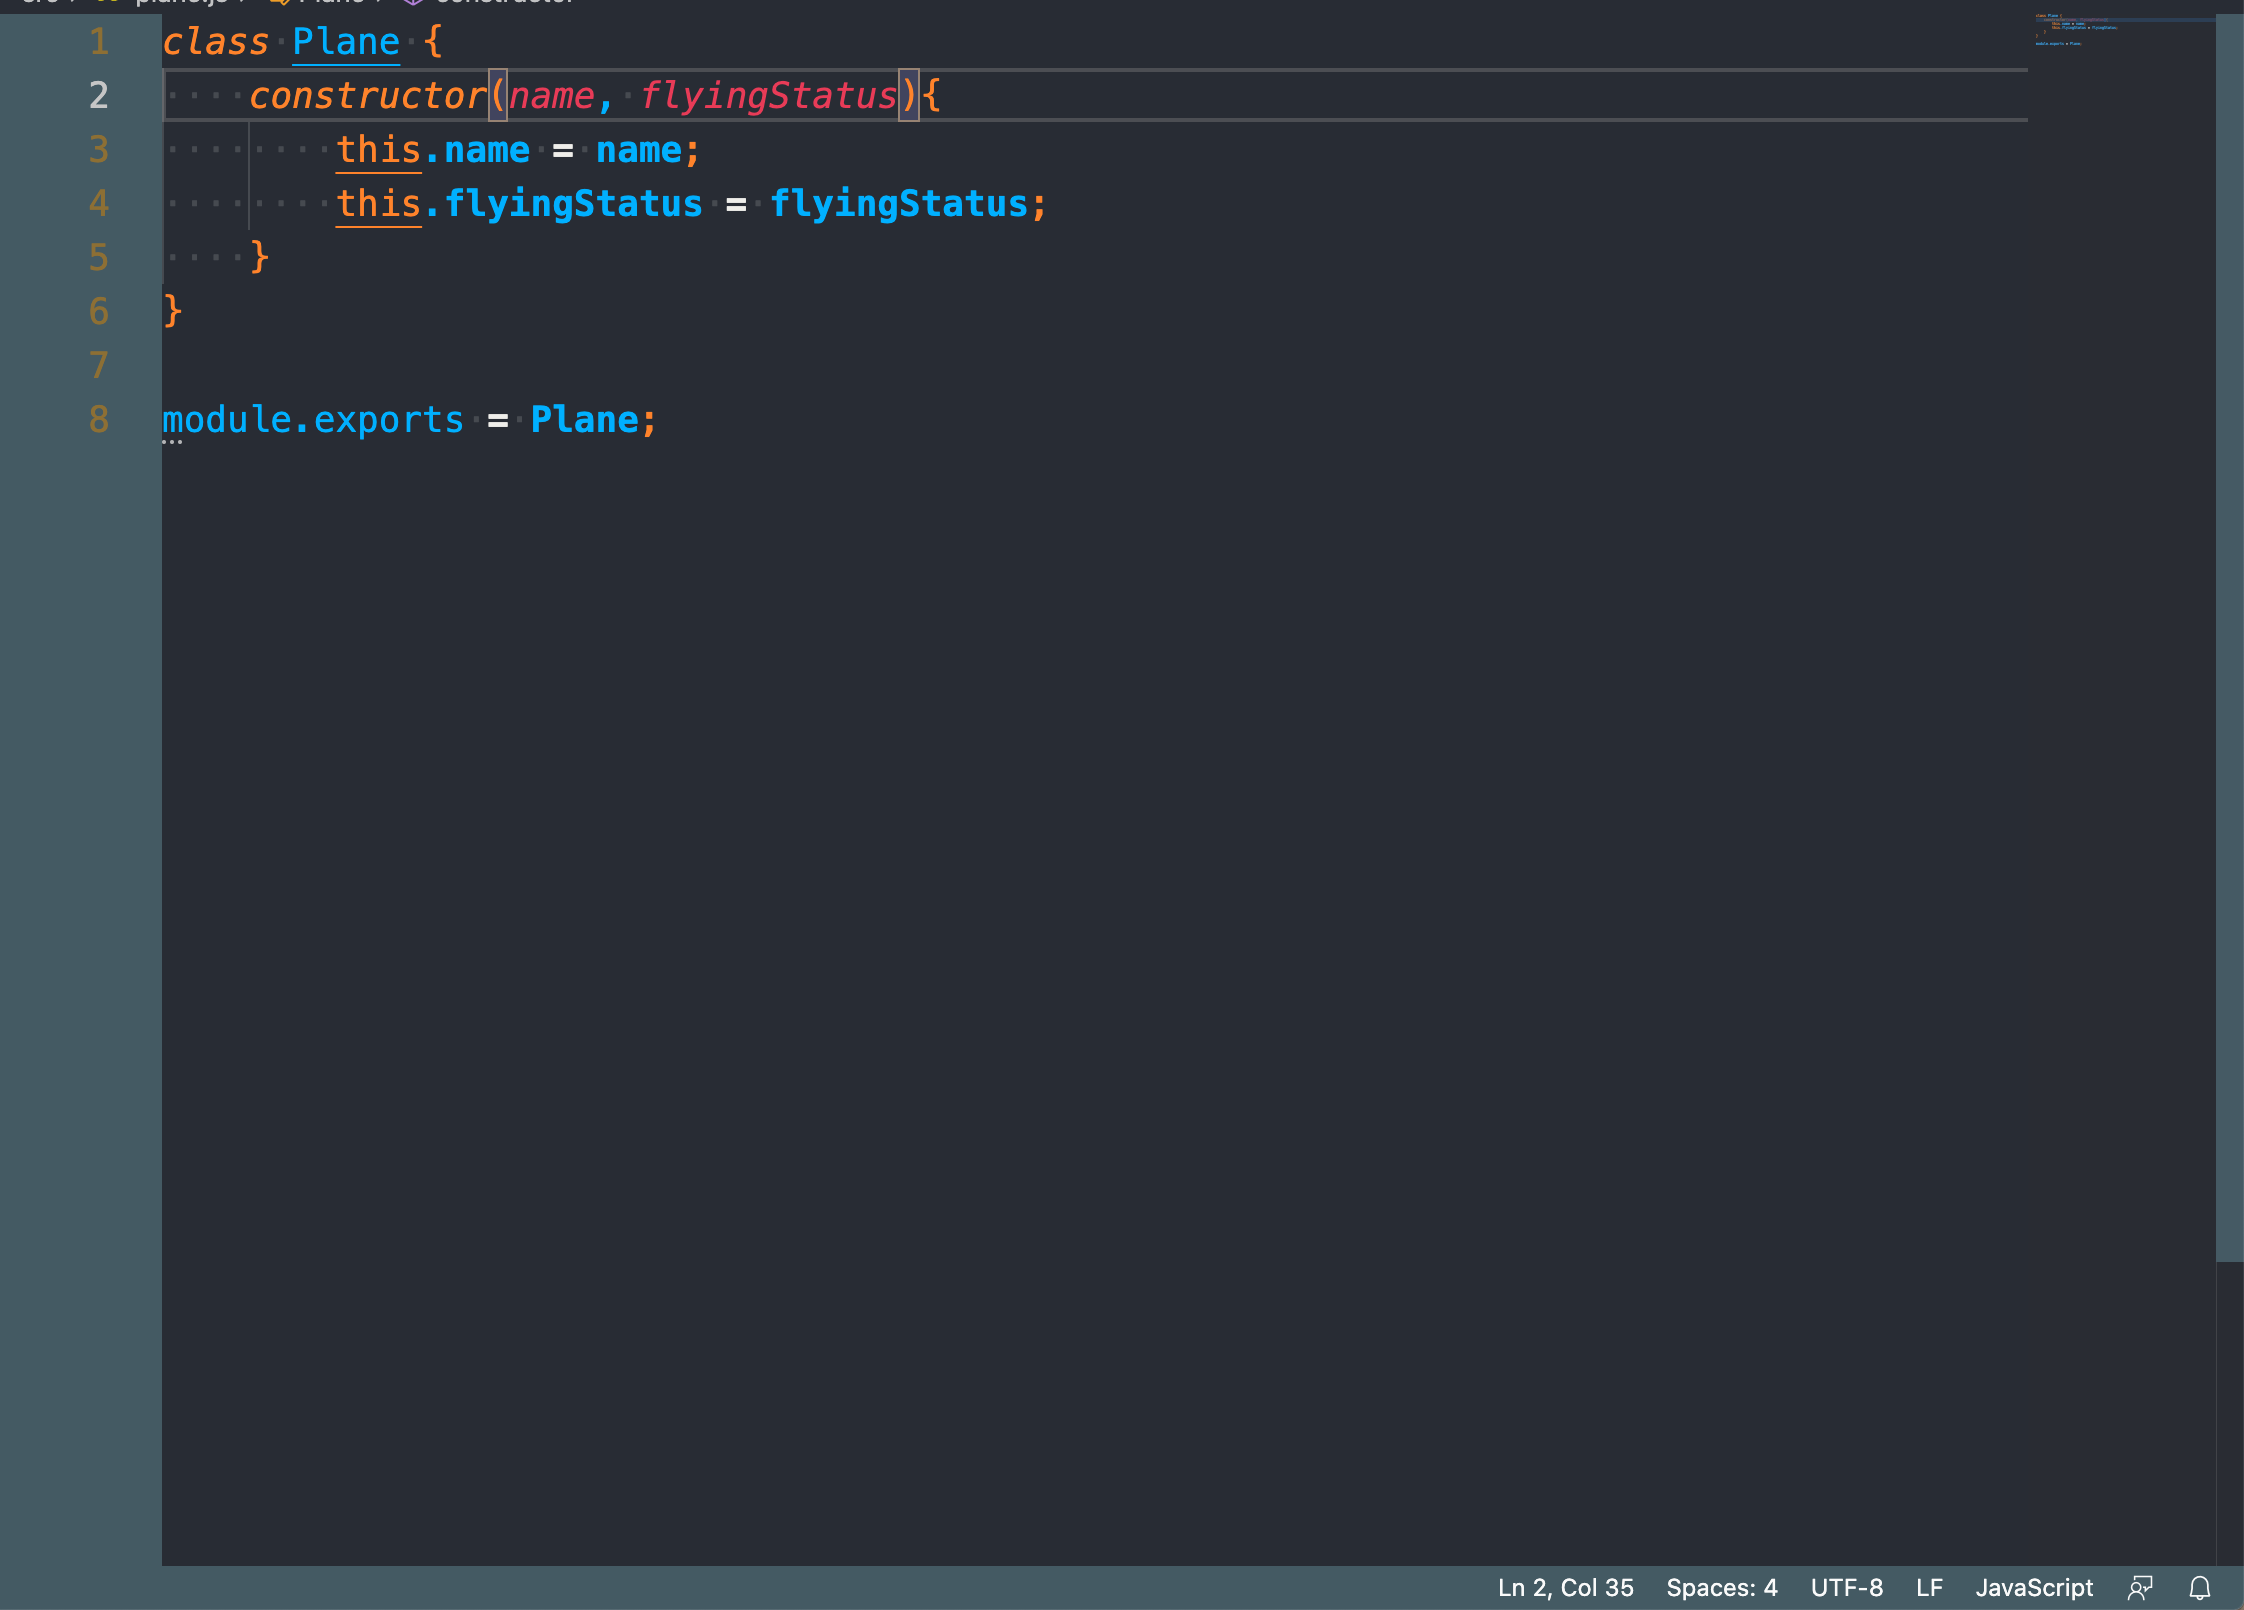 class Plane {
    constructor(name, flyingStatus){
        this.name = name;
        this.flyingStatus = flyingStatus;
    }
}

module.exports = Plane;
1
2
3
4
5
6
7
8
Ln 2, Col 35 Spaces: 4 UTF-8 LF JavaScript